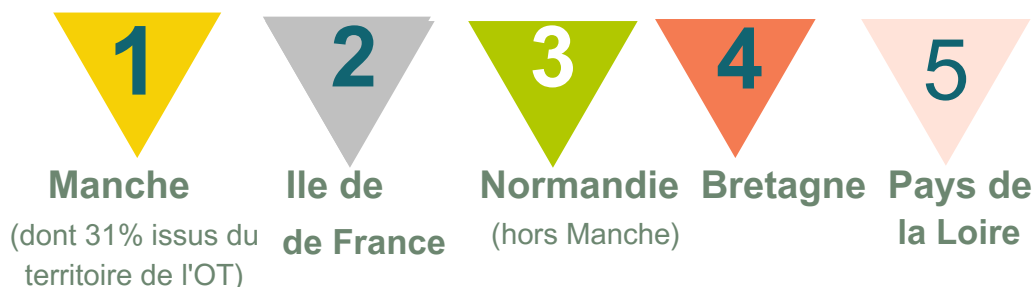 1
2
3
4
5
Manche
(dont 31% issus du
territoire de l'OT)
Ile de
de France
Normandie
(hors Manche)
Bretagne
Pays de
la Loire